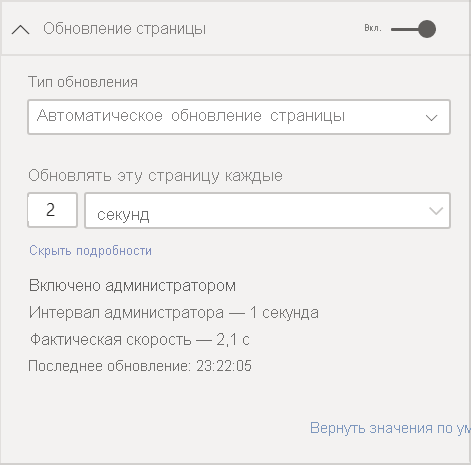 Обновление страницы
Вкл.
Тип обновления
Автоматическое обновление страницы
Обновлять эту страницу каждые
2 секунд
Скрыть подробности
Включено администратором
Интервал администратора — 1 секунда
Фактическая скорость — 2,1 с
Последнее обновление: 23:22:05
Вернуть значения по ум